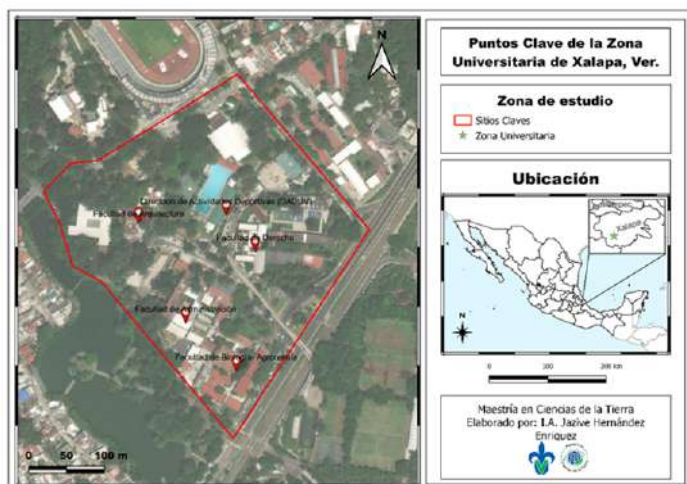 N
Dirección de Actividades Deportivas (DADUV)
Facultad de Arquitectura
Facultad de Derecho
Facultad de Administración
Facultad de Biología-Agronomía
0 50 100 m
Puntos Clave de la Zona
Universitaria de Xalapa, Ver.
Zona de estudio
Sitios Claves
Zona Universitaria
Ubicación
Xalapa
N
0 100 200 km
Maestría en Ciencias de la Tierra
Elaborado por: I.A. Jazive Hernández
Enriquez